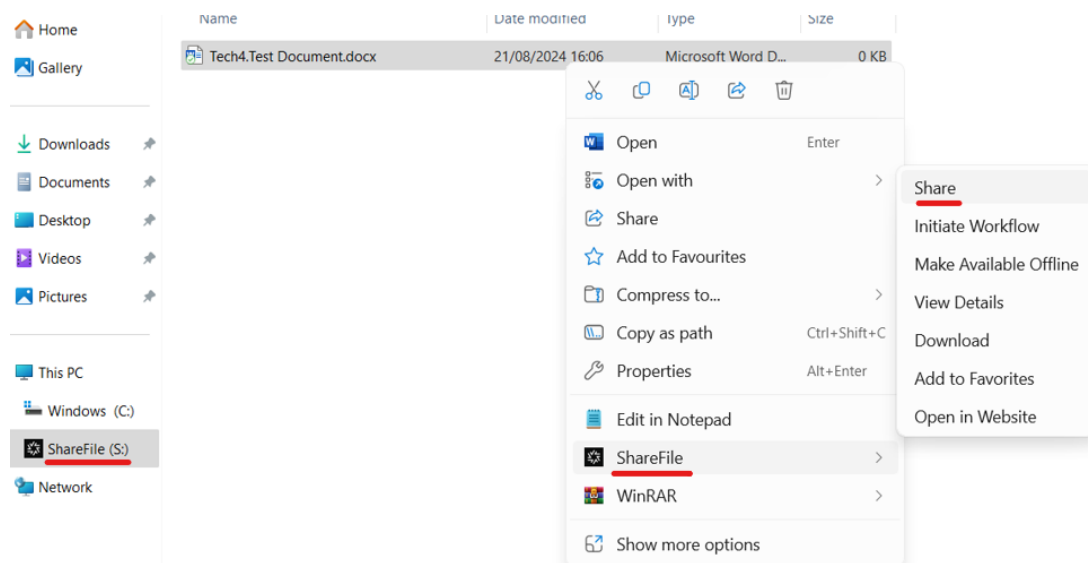 Home
Gallery
Downloads
Documents
Desktop
Videos
Pictures
This PC
Windows (C:)
ShareFile (S:)
Network
Name Date modified Type Size
Tech4.Test Document.docx 21/08/2024 16:06 Microsoft Word D... 0 KB
Open Enter
Open with
Share
Add to Favourites
Compress to...
Copy as path Ctrl+Shift+C
Properties Alt+Enter
Edit in Notepad
ShareFile
WinRAR
Show more options
Share
Initiate Workflow
Make Available Offline
View Details
Download
Add to Favorites
Open in Website